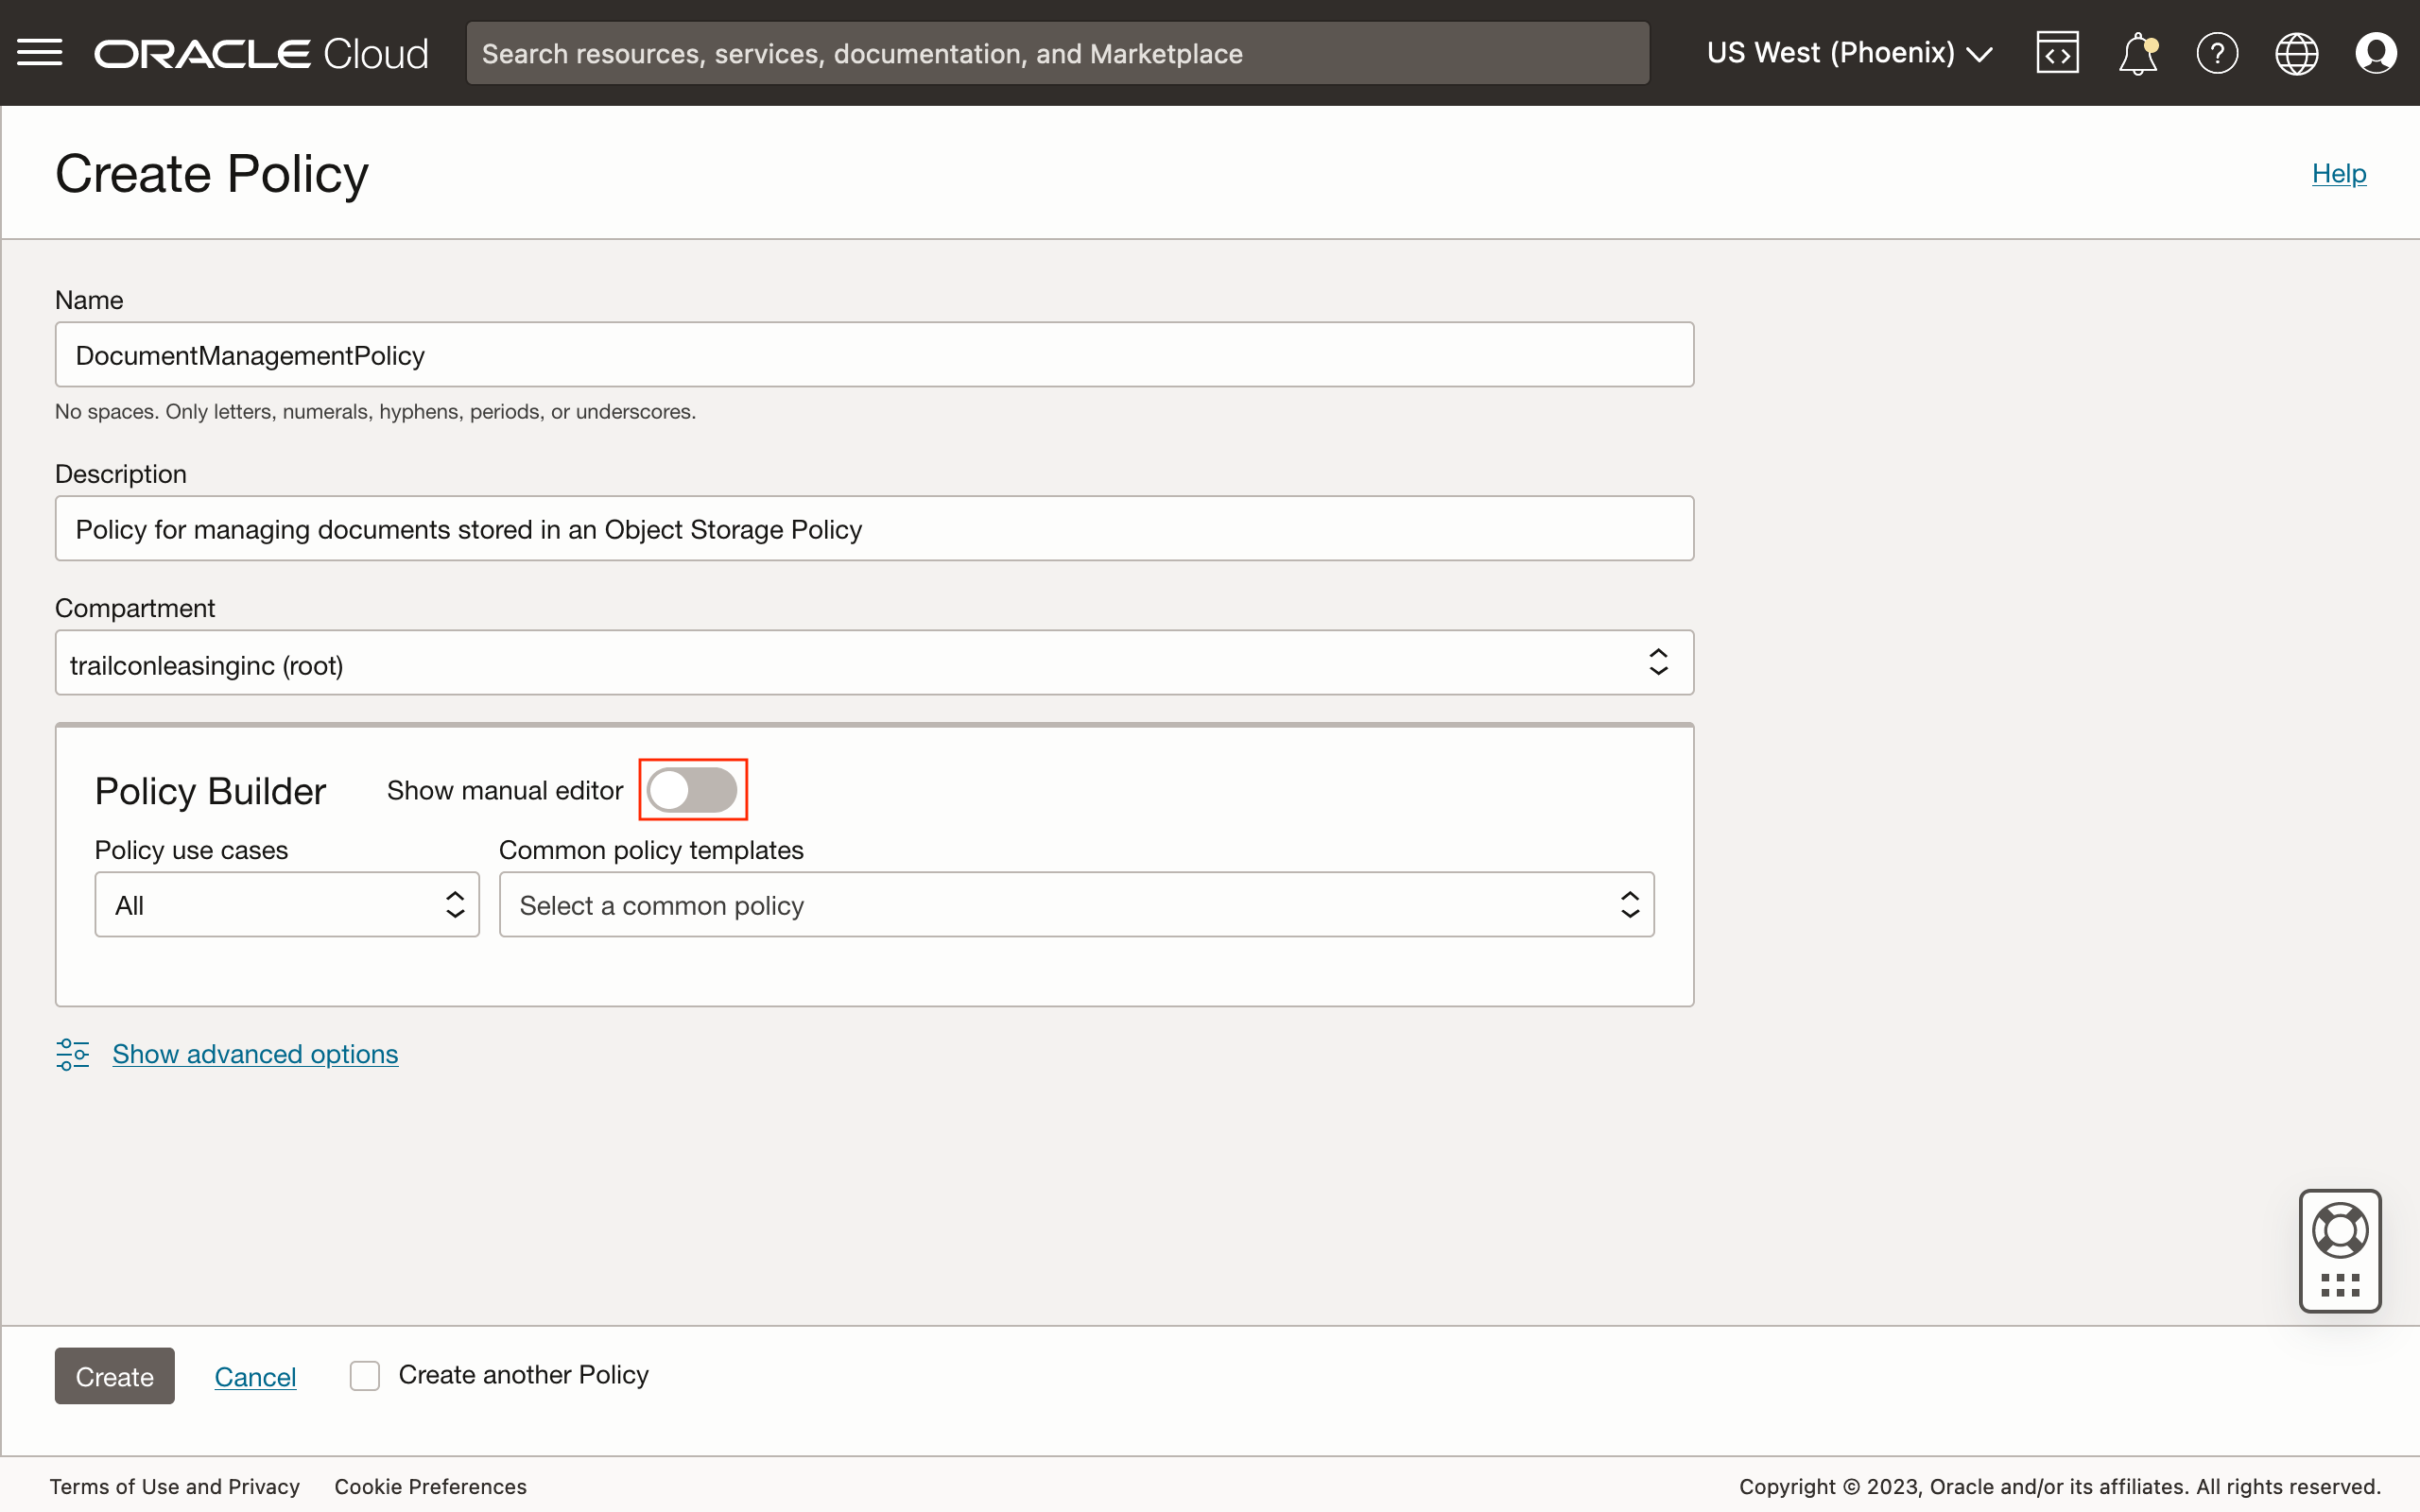 ORACLE Cloud
Search resources, services, documentation, and Marketplace
US West (Phoenix)
Create Policy
Help
Name
DocumentManagementPolicy
No spaces. Only letters, numerals, hyphens, periods, or underscores.
Description
Policy for managing documents stored in an Object Storage Policy
Compartment
trailconleasinginc (root)
Policy Builder
Show manual editor
Policy use cases
Common policy templates
All
Select a common policy
Show advanced options
Create
Cancel
Create another Policy
Terms of Use and Privacy
Cookie Preferences
Copyright © 2023, Oracle and/or its affiliates. All rights reserved.